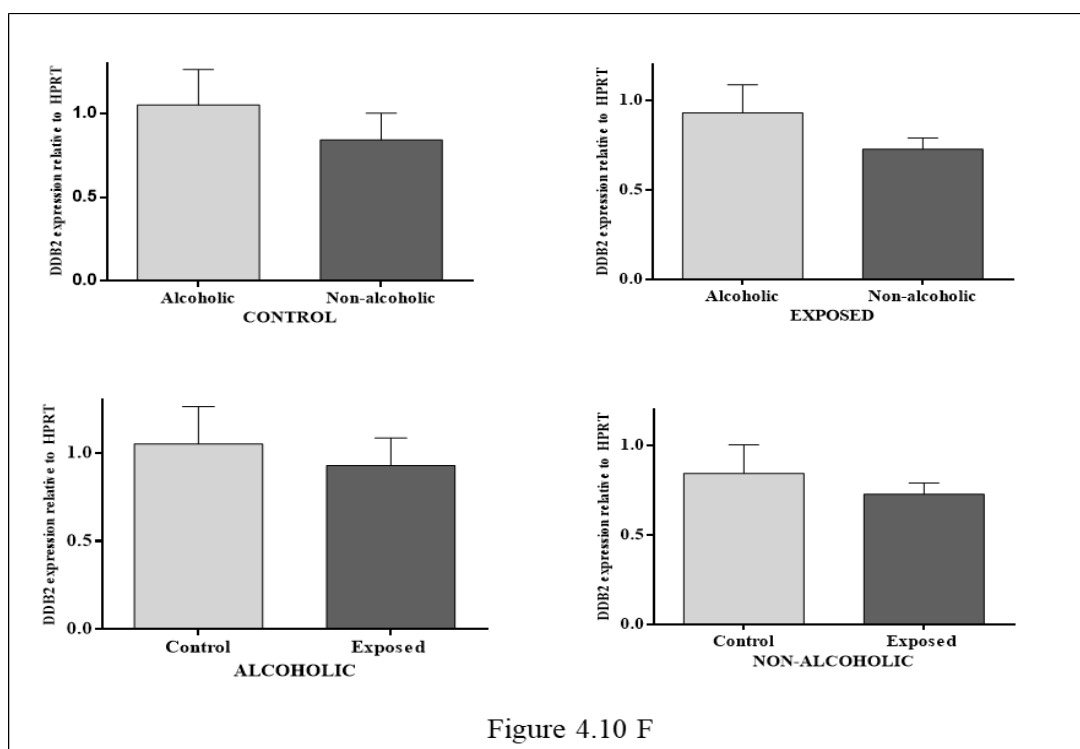 DDB2 expression relative to HPRT
1.0
0.5
0.0
Alcoholic Non-alcoholic
CONTROL
DDB2 expression relative to HPRT
1.0
0.5
0.0
Alcoholic Non-alcoholic
EXPOSED
DDB2 expression relative to HPRT
1.0
0.5
0.0
Control Exposed
ALCOHOLIC
DDB2 expression relative to HPRT
1.0
0.5
0.0
Control Exposed
NON-ALCOHOLIC
Figure 4.10 F